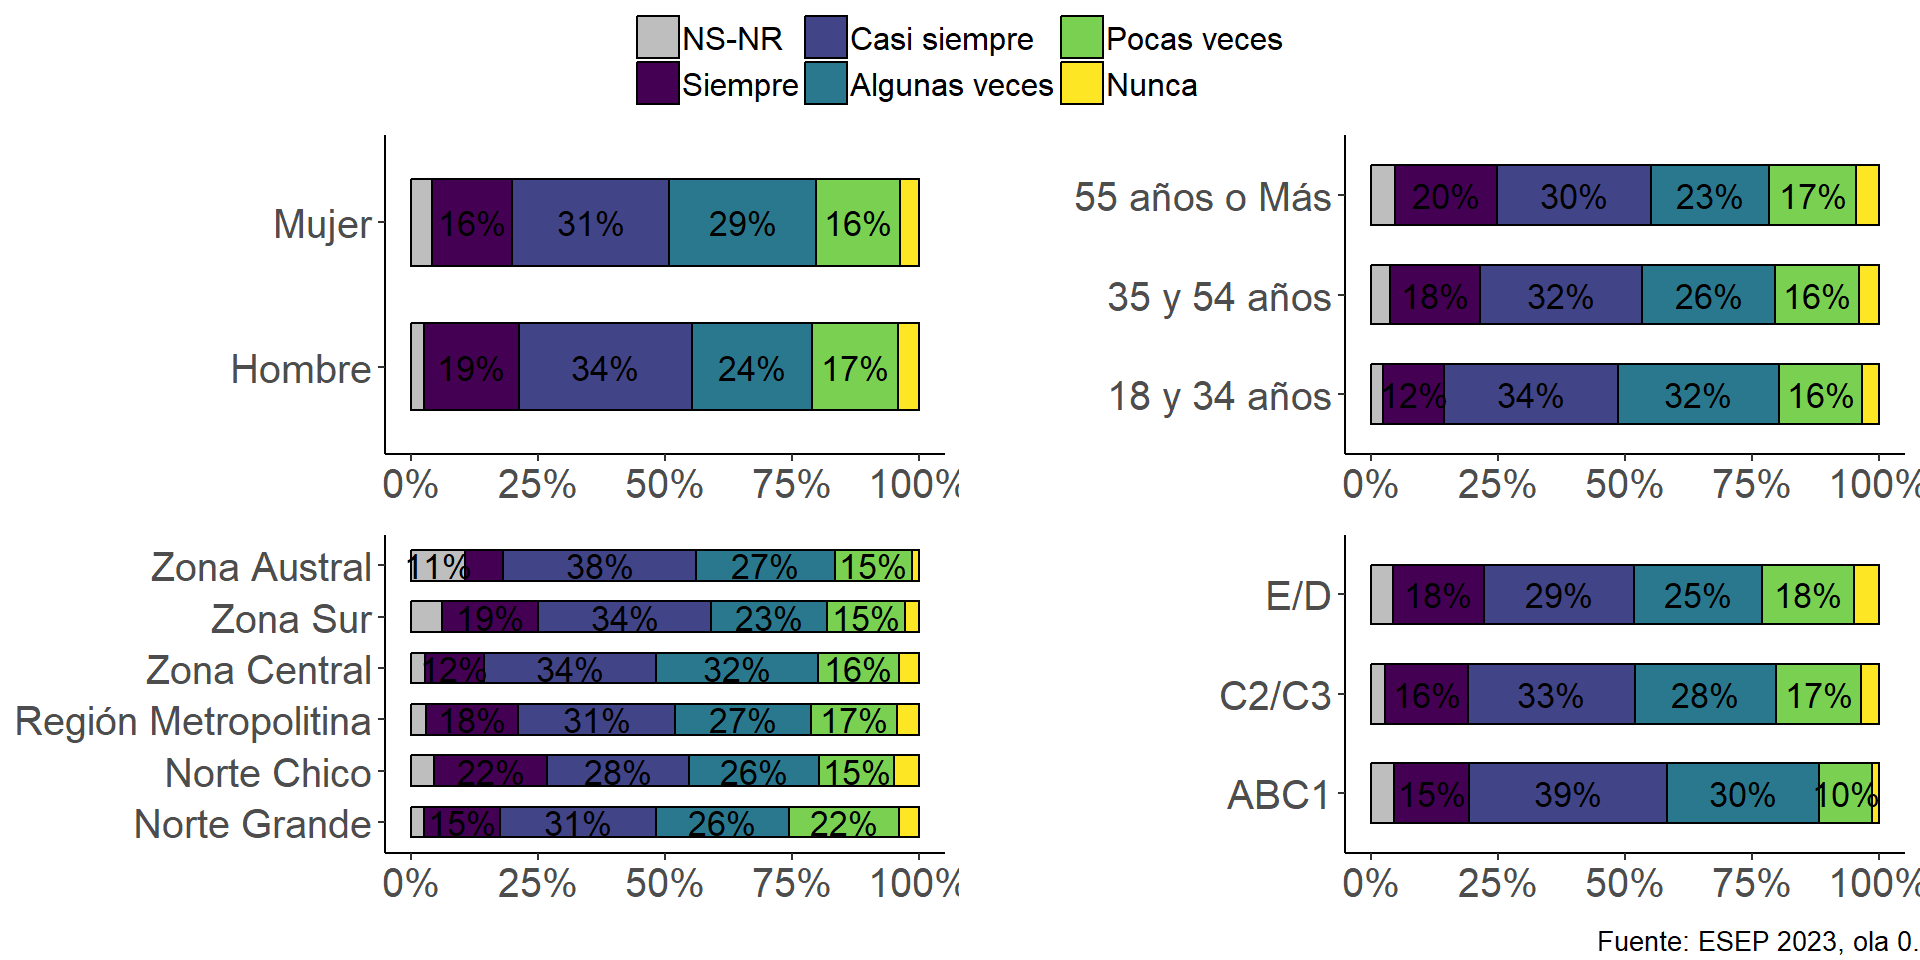 NS-NR Casi siempre Pocas veces
Siempre Algunas veces Nunca
Mujer 16% 31% 29% 16%
Hombre 19% 34% 24% 17%
0% 25% 50% 75% 100%
55 años o Más 20% 30% 23% 17%
35 y 54 años 18% 32% 26% 16%
18 y 34 años 12% 34% 32% 16%
0% 25% 50% 75% 100%
Zona Austral 11% 38% 27% 15%
Zona Sur 19% 34% 23% 15%
Zona Central 12% 34% 32% 16%
Región Metropolitina 18% 31% 27% 17%
Norte Chico 22% 28% 26% 15%
Norte Grande 15% 31% 26% 22%
0% 25% 50% 75% 100%
E/D 18% 29% 25% 18%
C2/C3 16% 33% 28% 17%
ABC1 15% 39% 30% 10%
0% 25% 50% 75% 100%
Fuente: ESEP 2023, ola 0.